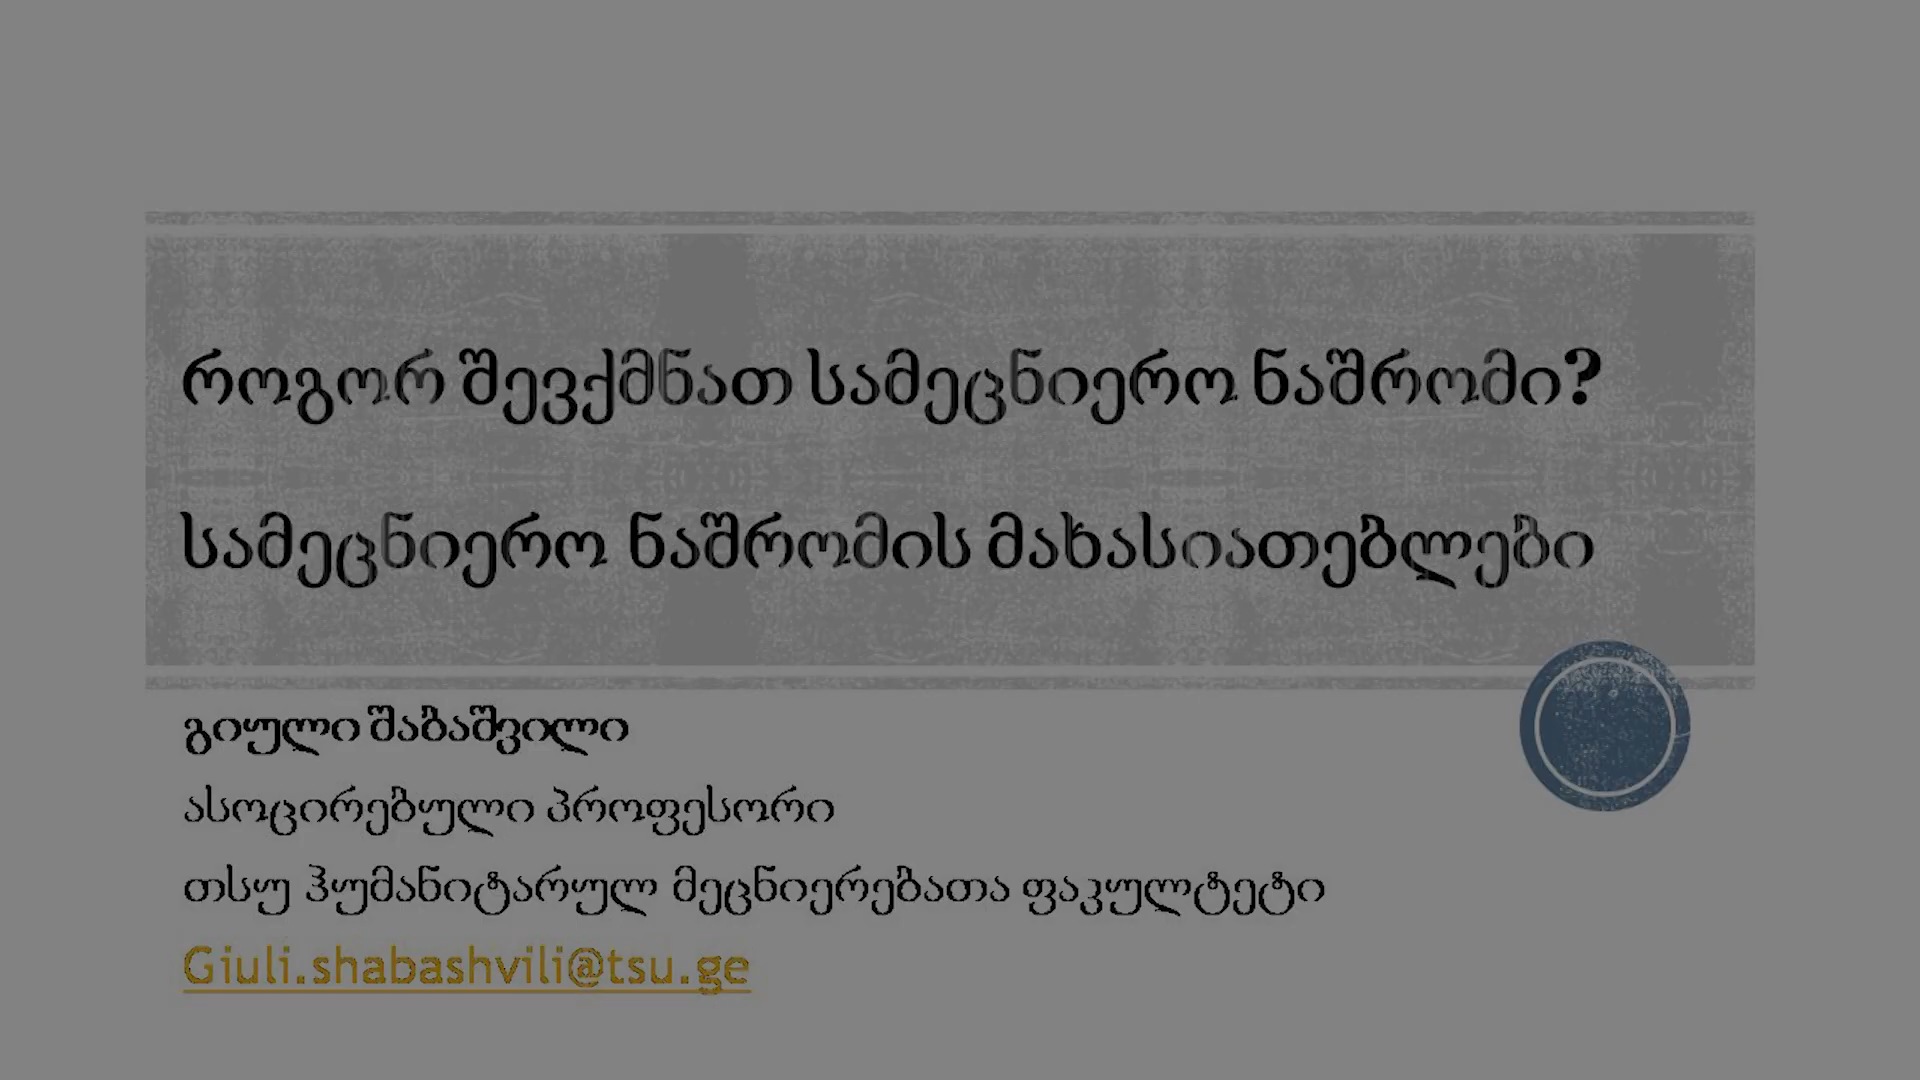 როგორ შევქმნათ სამეცნიერო ნაშრომი?
სამეცნიერო ნაშრომის მახასიათებლები
გიული შაბაშვილი
ასოცირებული პროფესორი
თსუ ჰუმანიტარულ მეცნიერებათა ფაკულტეტი
Giuli.shabashvili@tsu.ge